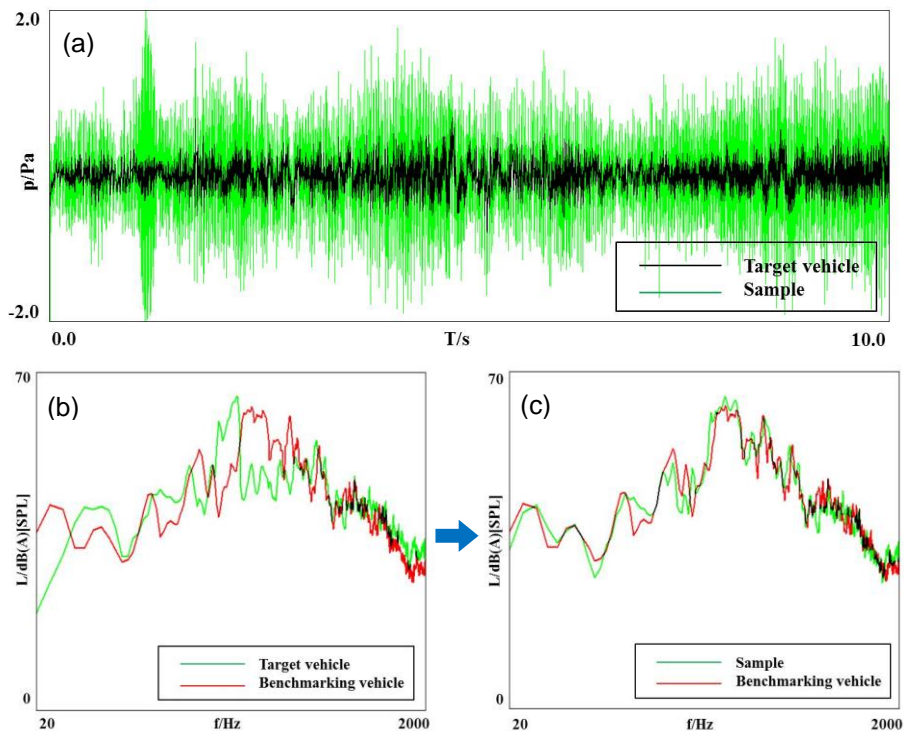 2.0
(a)
p/Pa
-2.0
Target vehicle
Sample
0.0
T/s
10.0
70
(b)
L/dB(A)[SPL]
Target vehicle
Benchmarking vehicle
0
20
f/Hz
2000
70
(c)
L/dB(A)[SPL]
Sample
Benchmarking vehicle
0
20
f/Hz
2000